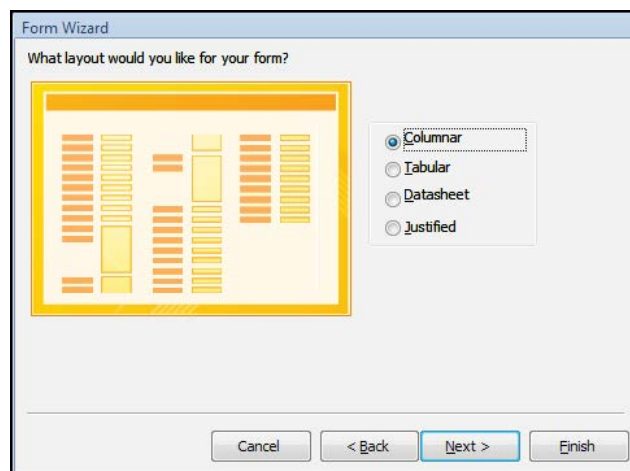 Form Wizard
What layout would you like for your form?
Columnar
Tabular
Datasheet
Justified
Cancel
< Back
Next >
Finish